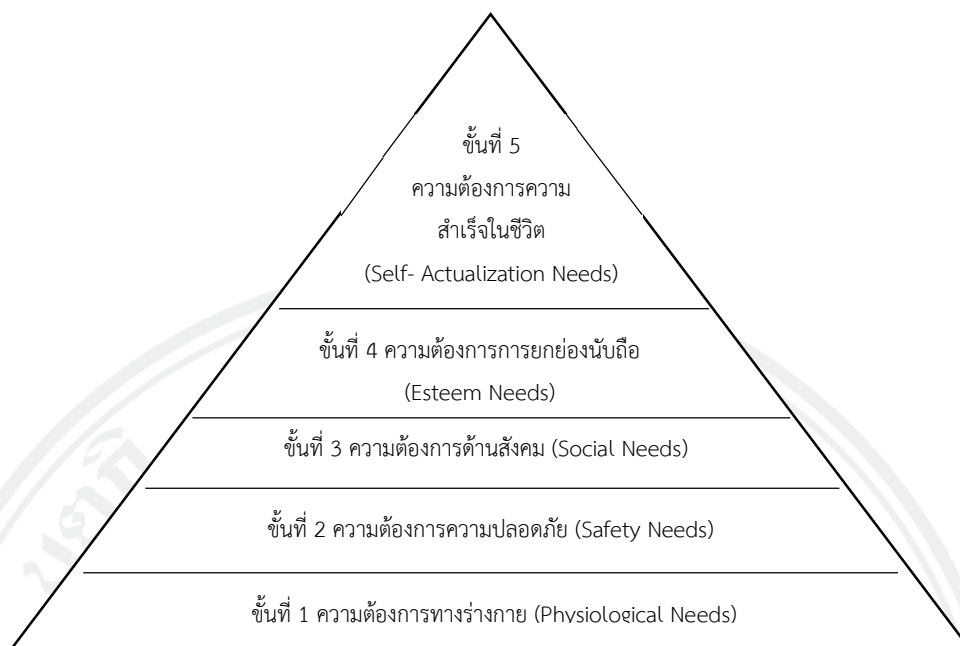 ขั้นที่ 5
ความต้องการความ
สำเร็จในชีวิต
(Self- Actualization Needs)
ขั้นที่ 4 ความต้องการการยกย่องนับถือ
(Esteem Needs)
ขั้นที่ 3 ความต้องการด้านสังคม (Social Needs)
ขั้นที่ 2 ความต้องการความปลอดภัย (Safety Needs)
ขั้นที่ 1 ความต้องการทางร่างกาย (Physiological Needs)